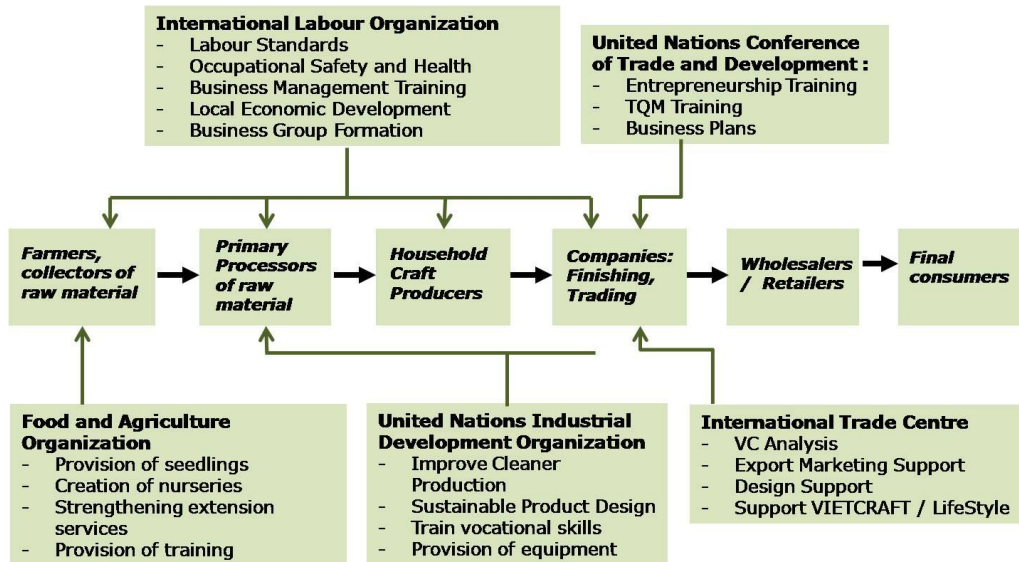 International Labour Organization
- Labour Standards
- Occupational Safety and Health
- Business Management Training
- Local Economic Development
- Business Group Formation
United Nations Conference
of Trade and Development :
- Entrepreneurship Training
- TQM Training
- Business Plans
Farmers,
collectors of
raw material
Primary
Processors
of raw
material
Household
Craft
Producers
Companies:
Finishing,
Trading
Wholesalers
/ Retailers
Final
consumers
Food and Agriculture
Organization
- Provision of seedlings
- Creation of nurseries
- Strengthening extension
services
- Provision of training
United Nations Industrial
Development Organization
- Improve Cleaner
Production
- Sustainable Product Design
- Train vocational skills
- Provision of equipment
International Trade Centre
- VC Analysis
- Export Marketing Support
- Design Support
- Support VIETCRAFT / LifeStyle